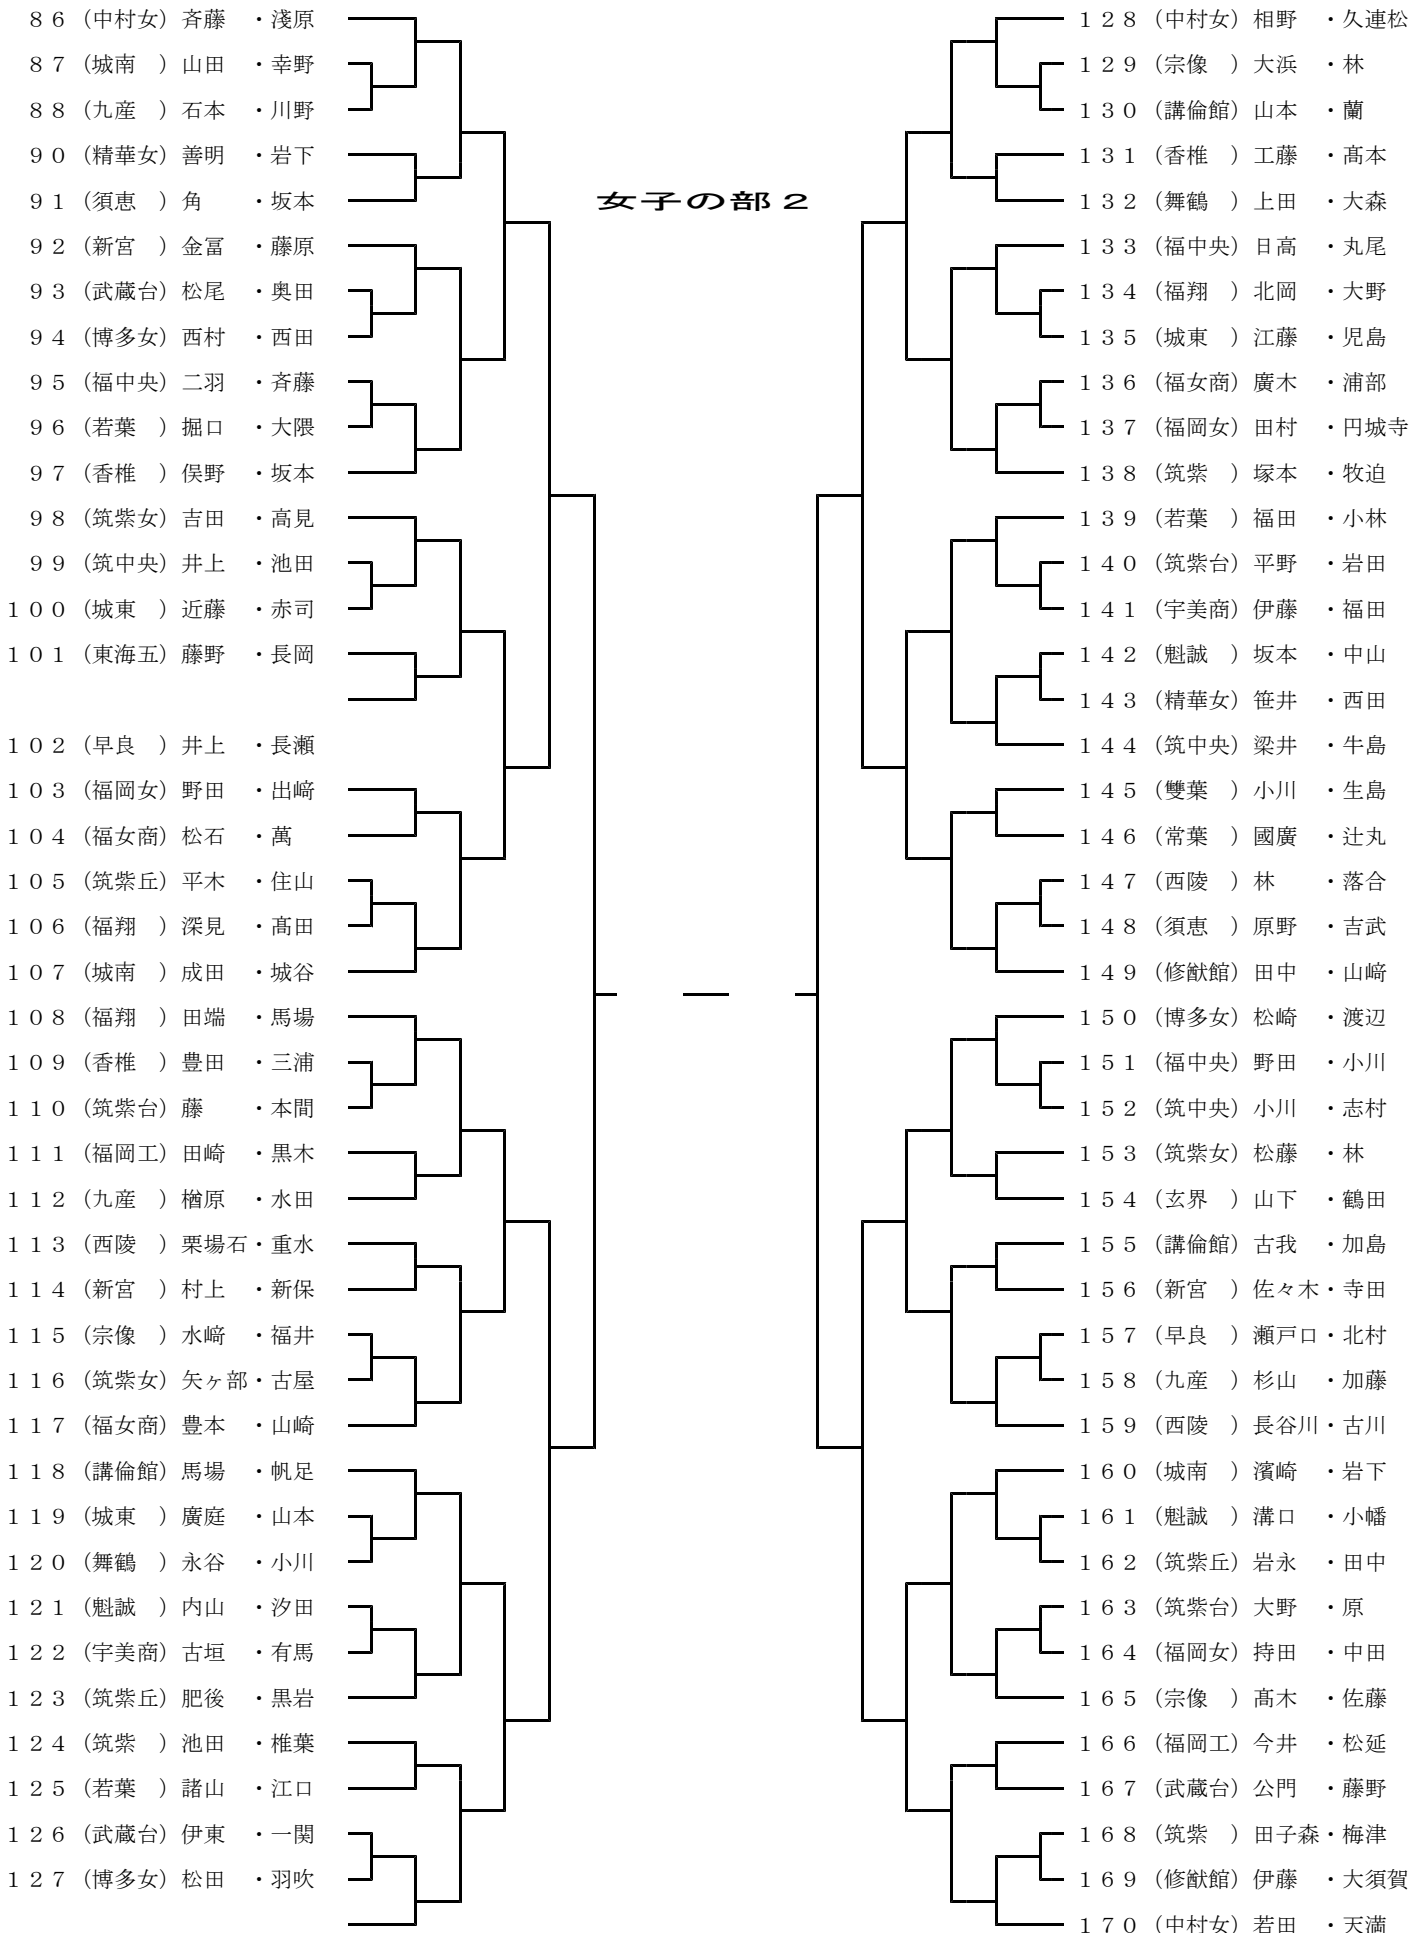 ８６（中村女）斉藤　・淺原
８７（城南　）山田　・幸野
８８（九産　）石本　・川野
９０（精華女）善明　・岩下
９１（須恵　）角　　・坂本
９２（新宮　）金冨　・藤原
９３（武蔵台）松尾　・奥田
９４（博多女）西村　・西田
９５（福中央）二羽　・斉藤
９６（若葉　）掘口　・大隈
９７（香椎　）俣野　・坂本
９８（筑紫女）吉田　・高見
９９（筑中央）井上　・池田
１００（城東　）近藤　・赤司
１０１（東海五）藤野　・長岡
１０２（早良　）井上　・長瀬
１０３（福岡女）野田　・出﨑
１０４（福女商）松石　・萬
１０５（筑紫丘）平木　・住山
１０６（福翔　）深見　・髙田
１０７（城南　）成田　・城谷
１０８（福翔　）田端　・馬場
１０９（香椎　）豊田　・三浦
１１０（筑紫台）藤　　・本間
１１１（福岡工）田崎　・黒木
１１２（九産　）楢原　・水田
１１３（西陵　）栗場石・重水
１１４（新宮　）村上　・新保
１１５（宗像　）水﨑　・福井
１１６（筑紫女）矢ヶ部・古屋
１１７（福女商）豊本　・山崎
１１８（講倫館）馬場　・帆足
１１９（城東　）廣庭　・山本
１２０（舞鶴　）永谷　・小川
１２１（魁誠　）内山　・汐田
１２２（宇美商）古垣　・有馬
１２３（筑紫丘）肥後　・黒岩
１２４（筑紫　）池田　・椎葉
１２５（若葉　）諸山　・江口
１２６（武蔵台）伊東　・一関
１２７（博多女）松田　・羽吹
女子の部２
１２８（中村女）相野　・久連松
１２９（宗像　）大浜　・林
１３０（講倫館）山本　・蘭
１３１（香椎　）工藤　・髙本
１３２（舞鶴　）上田　・大森
１３３（福中央）日高　・丸尾
１３４（福翔　）北岡　・大野
１３５（城東　）江藤　・児島
１３６（福女商）廣木　・浦部
１３７（福岡女）田村　・円城寺
１３８（筑紫　）塚本　・牧迫
１３９（若葉　）福田　・小林
１４０（筑紫台）平野　・岩田
１４１（宇美商）伊藤　・福田
１４２（魁誠　）坂本　・中山
１４３（精華女）笹井　・西田
１４４（筑中央）梁井　・牛島
１４５（雙葉　）小川　・生島
１４６（常葉　）國廣　・辻丸
１４７（西陵　）林　　・落合
１４８（須恵　）原野　・吉武
１４９（修猷館）田中　・山﨑
１５０（博多女）松崎　・渡辺
１５１（福中央）野田　・小川
１５２（筑中央）小川　・志村
１５３（筑紫女）松藤　・林
１５４（玄界　）山下　・鶴田
１５５（講倫館）古我　・加島
１５６（新宮　）佐々木・寺田
１５７（早良　）瀬戸口・北村
１５８（九産　）杉山　・加藤
１５９（西陵　）長谷川・古川
１６０（城南　）濱崎　・岩下
１６１（魁誠　）溝口　・小幡
１６２（筑紫丘）岩永　・田中
１６３（筑紫台）大野　・原
１６４（福岡女）持田　・中田
１６５（宗像　）髙木　・佐藤
１６６（福岡工）今井　・松延
１６７（武蔵台）公門　・藤野
１６８（筑紫　）田子森・梅津
１６９（修猷館）伊藤　・大須賀
１７０（中村女）若田　・天満